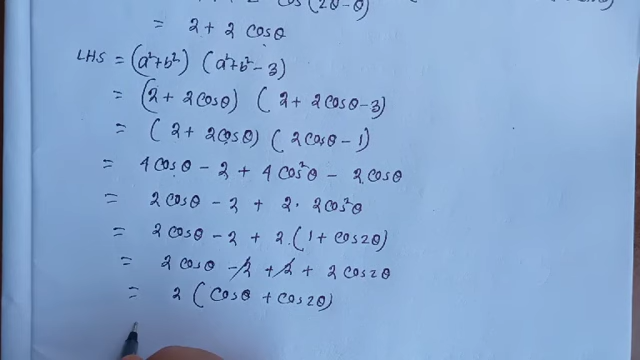 cos(2θ-θ)
= 2 + 2 cosθ
LHS = (a²+b²) (a²+b²-3)
= (2 + 2cosθ) (2 + 2cosθ-3)
= (2 + 2cosθ) (2cosθ-1)
= 4cosθ - 2 + 4cos²θ - 2cosθ
= 2cosθ - 2 + 2. 2cos²θ
= 2cosθ - 2 + 2.(1 + cos2θ)
= 2cosθ - 2 + 2 + 2cos2θ
= 2 (cosθ + cos2θ)